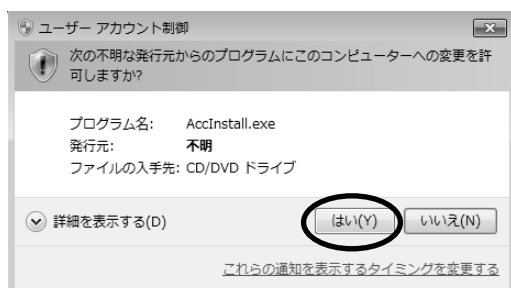 ユーザー アカウント制御
次の不明な発行元からのプログラムにこのコンピューターへの変更を許
可しますか?
プログラム名: AccInstall.exe
発行元: 不明
ファイルの入手先: CD/DVD ドライブ
詳細を表示する(D)
はい(Y)
いいえ(N)
これらの通知を表示するタイミングを変更する